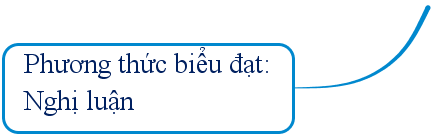 Phương thức biểu đạt:
Nghị luận